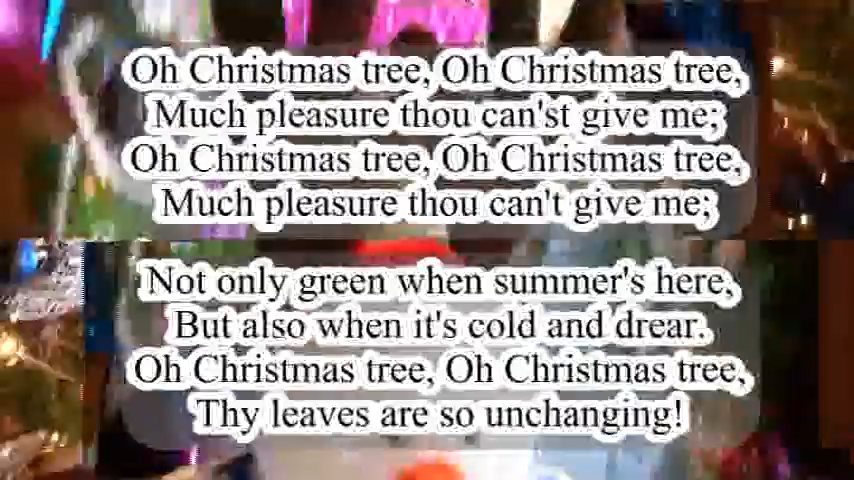 Oh Christmas tree, Oh Christmas tree,
Much pleasure thou can'st give me;
Oh Christmas tree, Oh Christmas tree,
Much pleasure thou can't give me;
Not only green when summer's here,
But also when it's cold and drear.
Oh Christmas tree, Oh Christmas tree,
Thy leaves are so unchanging!